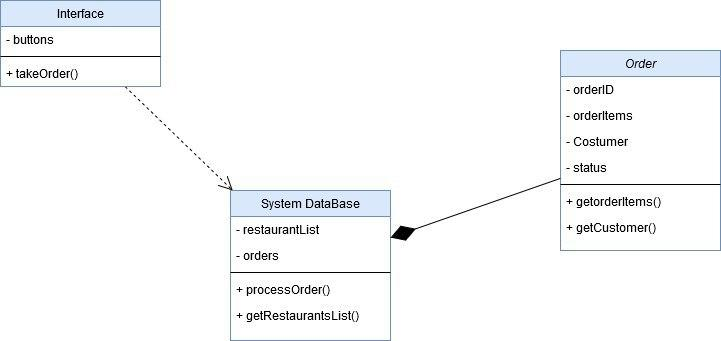 Interface
- buttons
+ takeOrder()
Order
- orderID
- orderItems
- Costumer
- status
+ getorderItems()
+ getCustomer()
System DataBase
- restaurantList
- orders
+ processOrder()
+ getRestaurantsList()